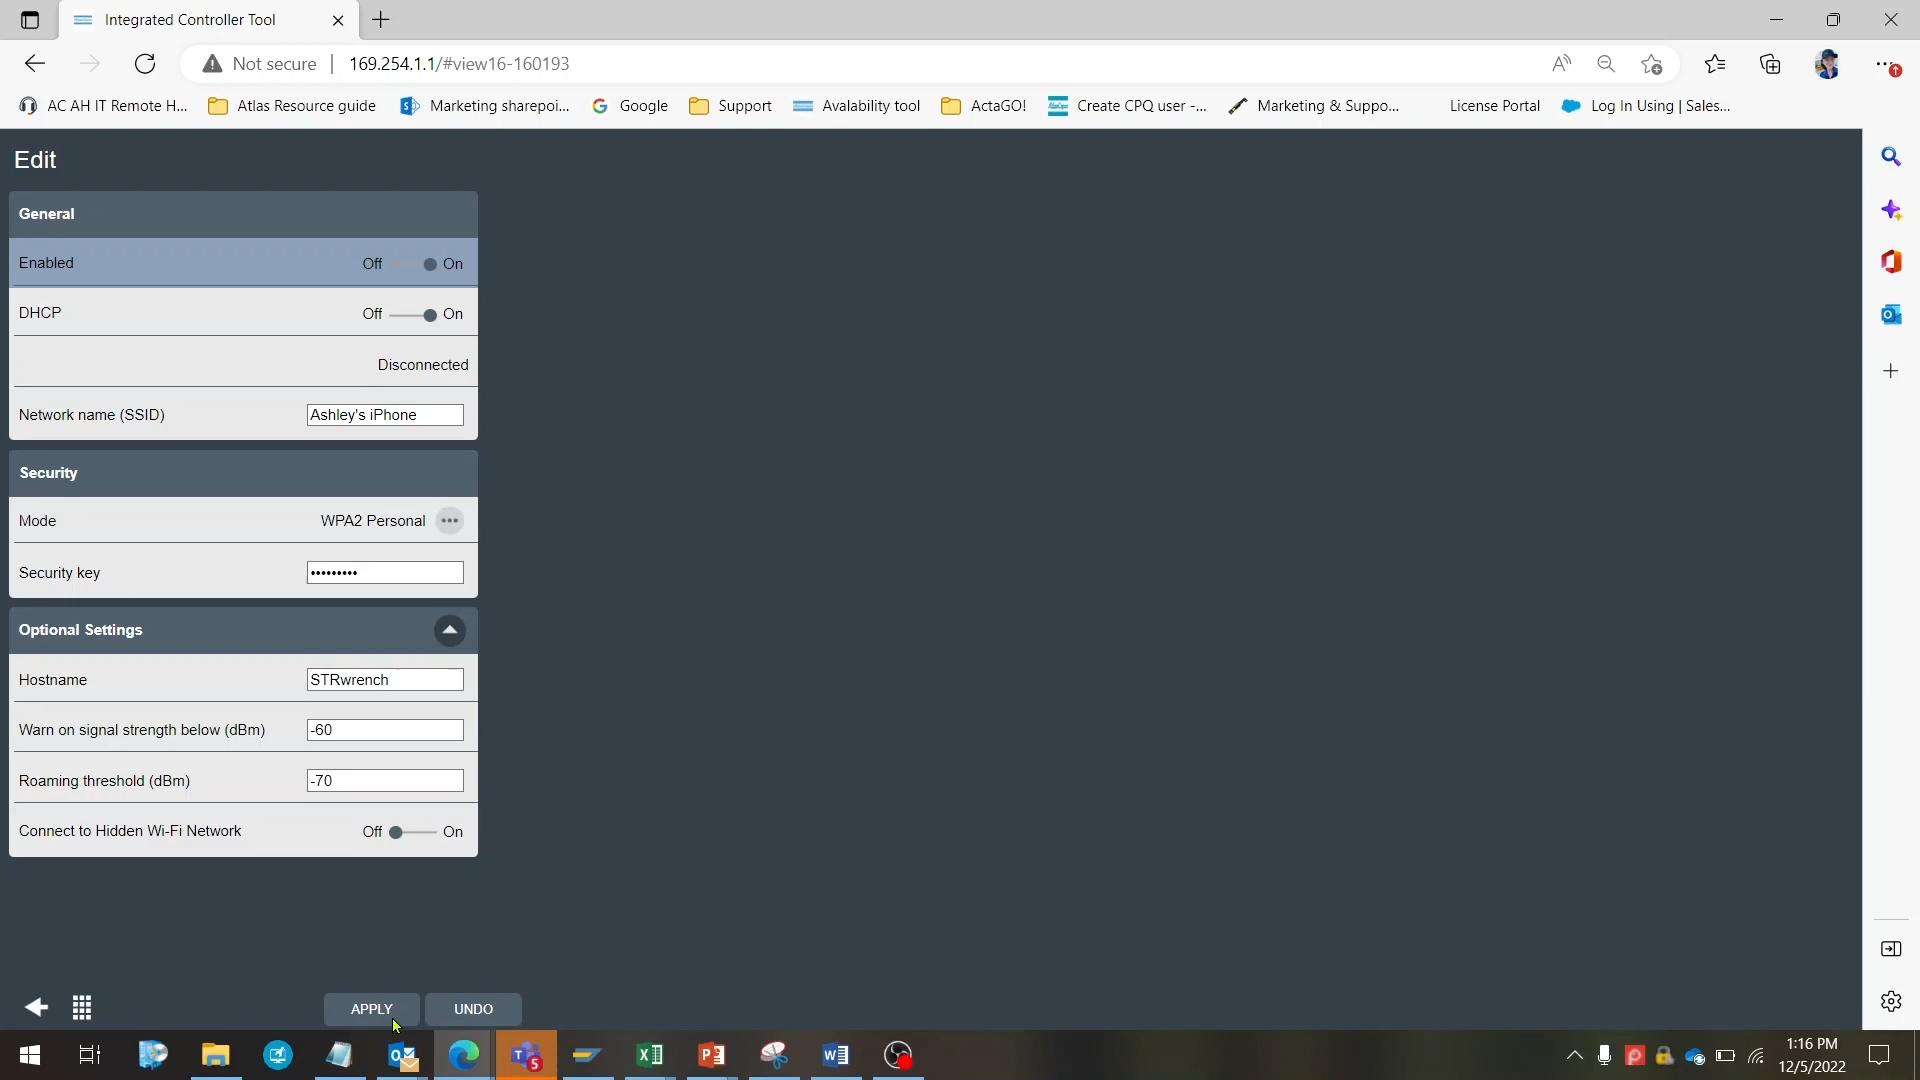 Integrated Controller Tool
Not secure 169.254.1.1/#view16-160193
AC AH IT Remote H... Atlas Resource guide Marketing sharepoi... Google Support Avalability tool ActaGO! Create CPQ user -... Marketing & Suppo... License Portal Log In Using | Sales...
Edit
General
Enabled Off On
DHCP Off On
Disconnected
Network name (SSID) Ashley's iPhone
Security
Mode WPA2 Personal
Security key •••••••••
Optional Settings
Hostname STRwrench
Warn on signal strength below (dBm) -60
Roaming threshold (dBm) -70
Connect to Hidden Wi-Fi Network Off On
APPLY UNDO
5
1:16 PM
12/5/2022